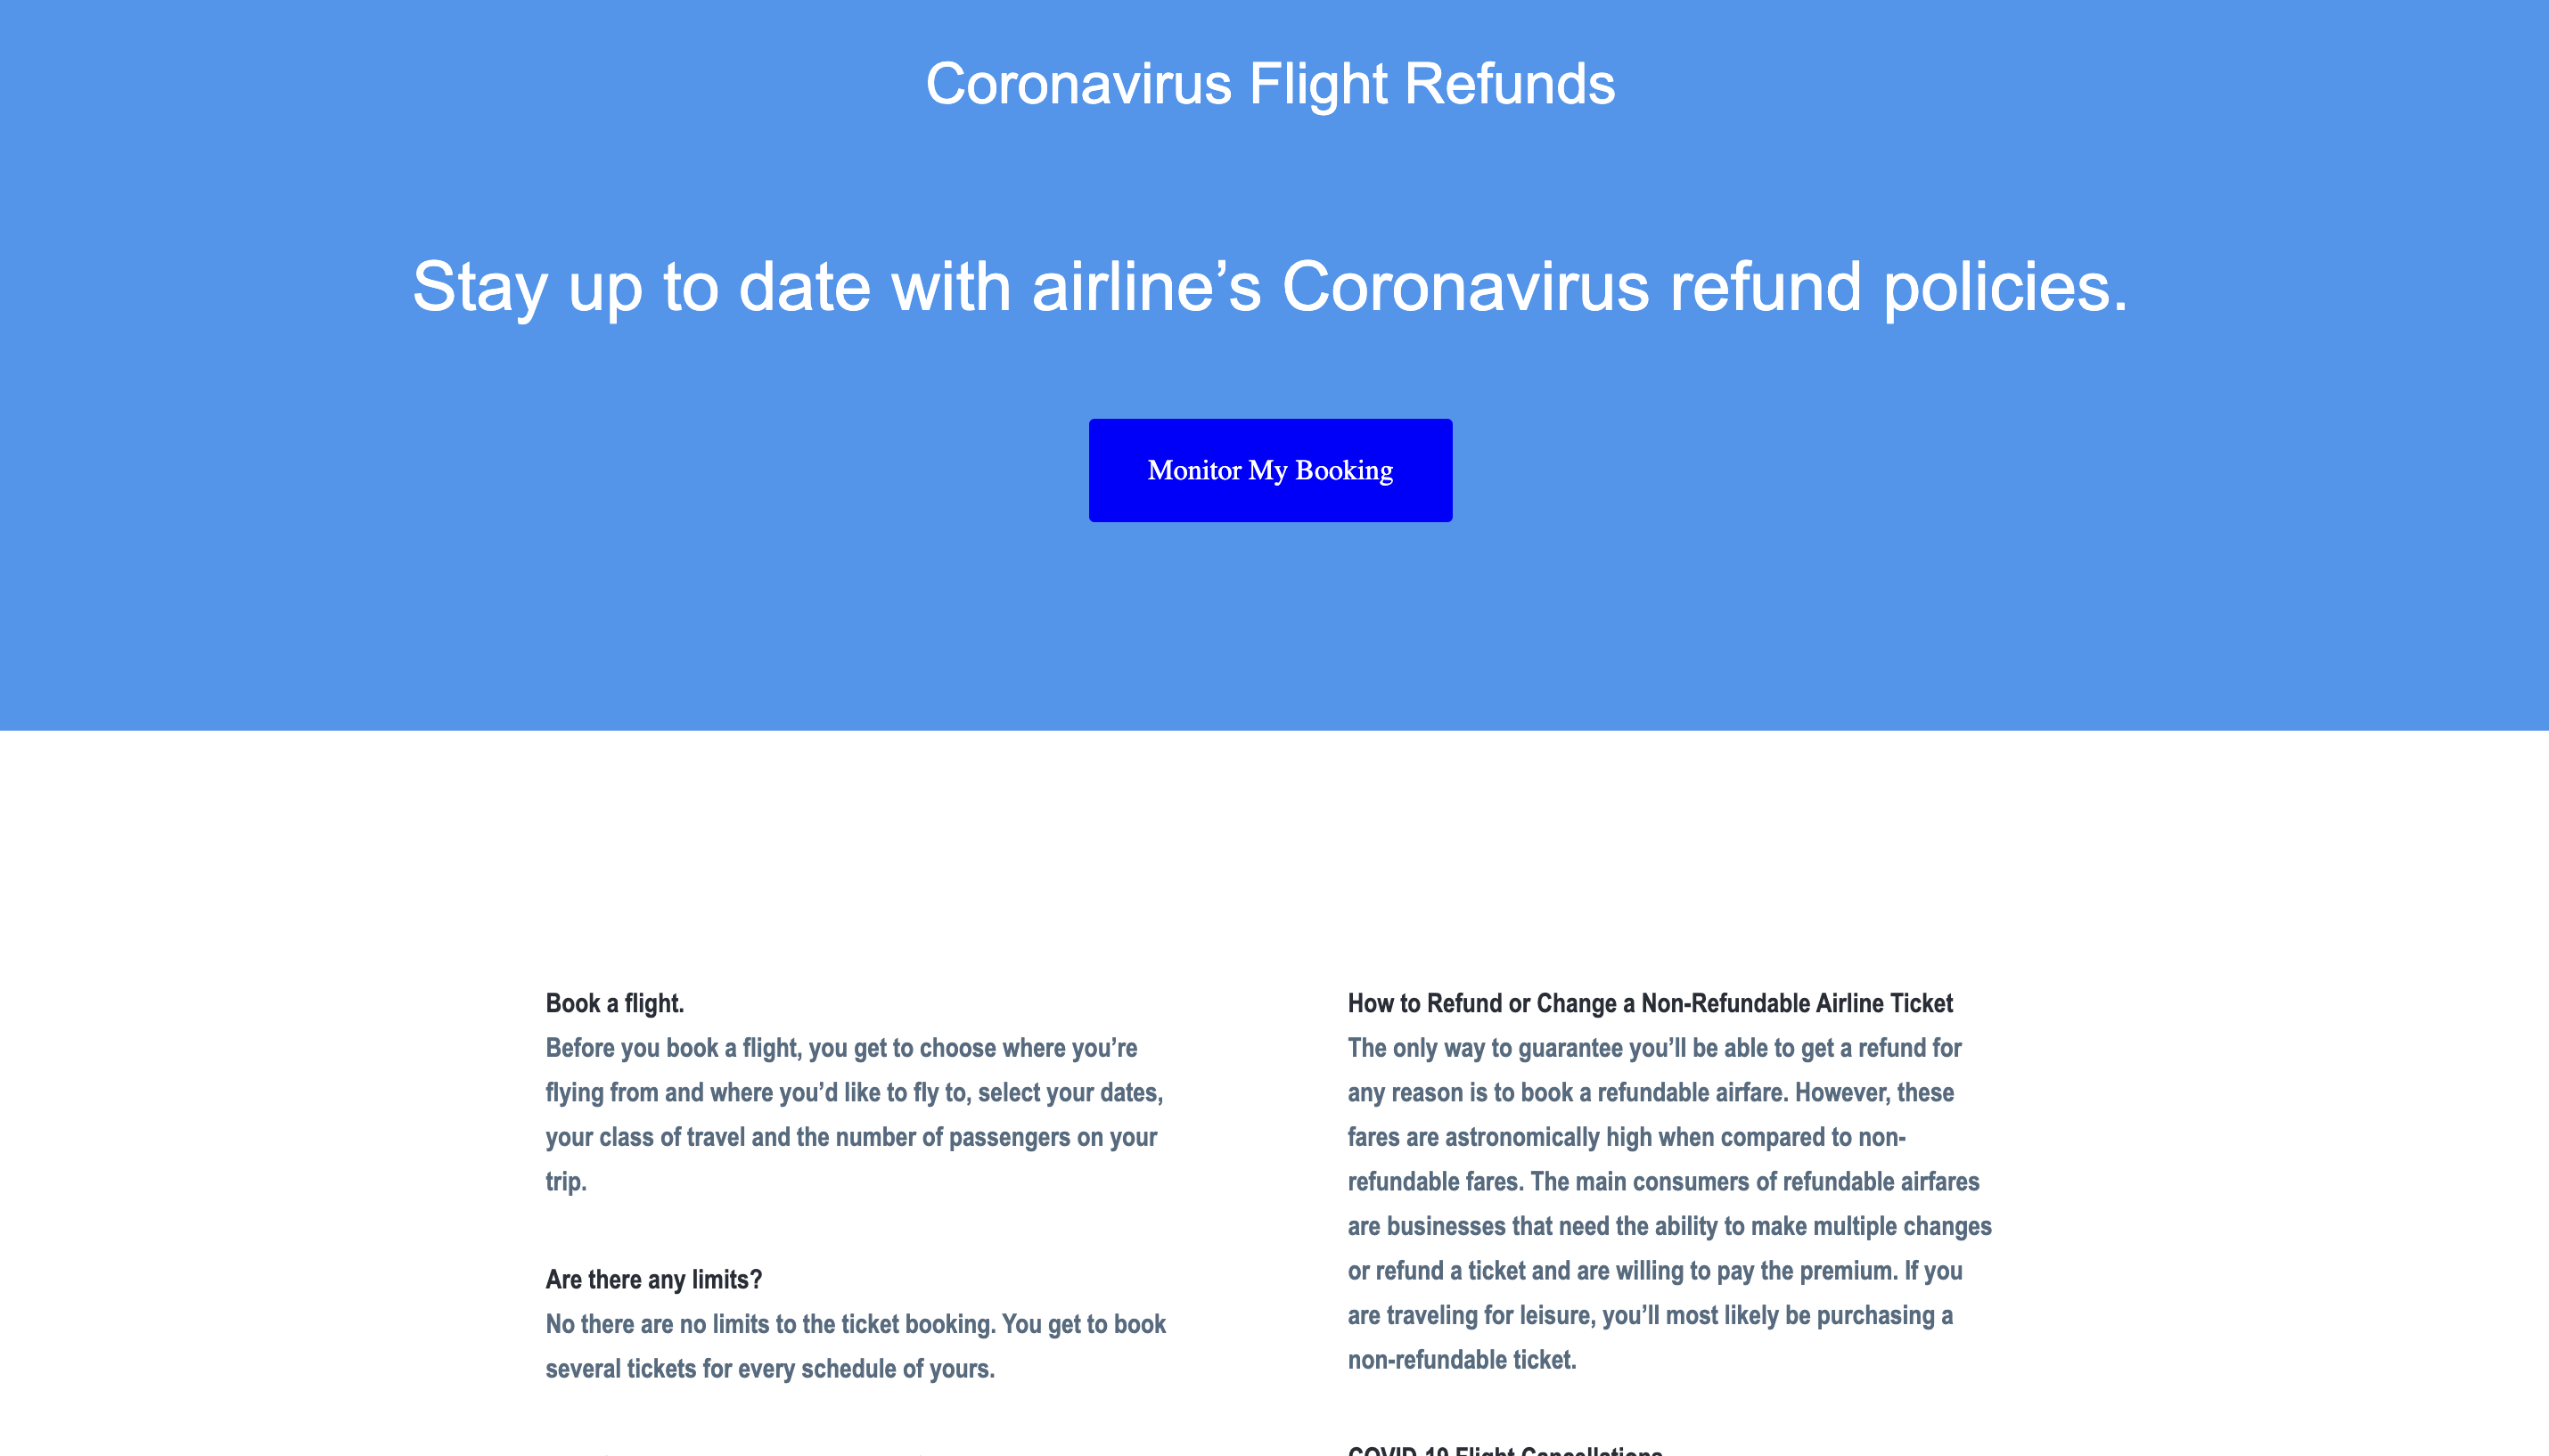 Coronavirus Flight Refunds
Stay up to date with airline’s Coronavirus refund policies.
Monitor My Booking
Book a flight.
Before you book a flight, you get to choose where you’re
flying from and where you’d like to fly to, select your dates,
your class of travel and the number of passengers on your
trip.
Are there any limits?
No there are no limits to the ticket booking. You get to book
several tickets for every schedule of yours.
How to Refund or Change a Non-Refundable Airline Ticket
The only way to guarantee you’ll be able to get a refund for
any reason is to book a refundable airfare. However, these
fares are astronomically high when compared to non-
refundable fares. The main consumers of refundable airfares
are businesses that need the ability to make multiple changes
or refund a ticket and are willing to pay the premium. If you
are traveling for leisure, you’ll most likely be purchasing a
non-refundable ticket.
COVID-19 Flight Cancellations